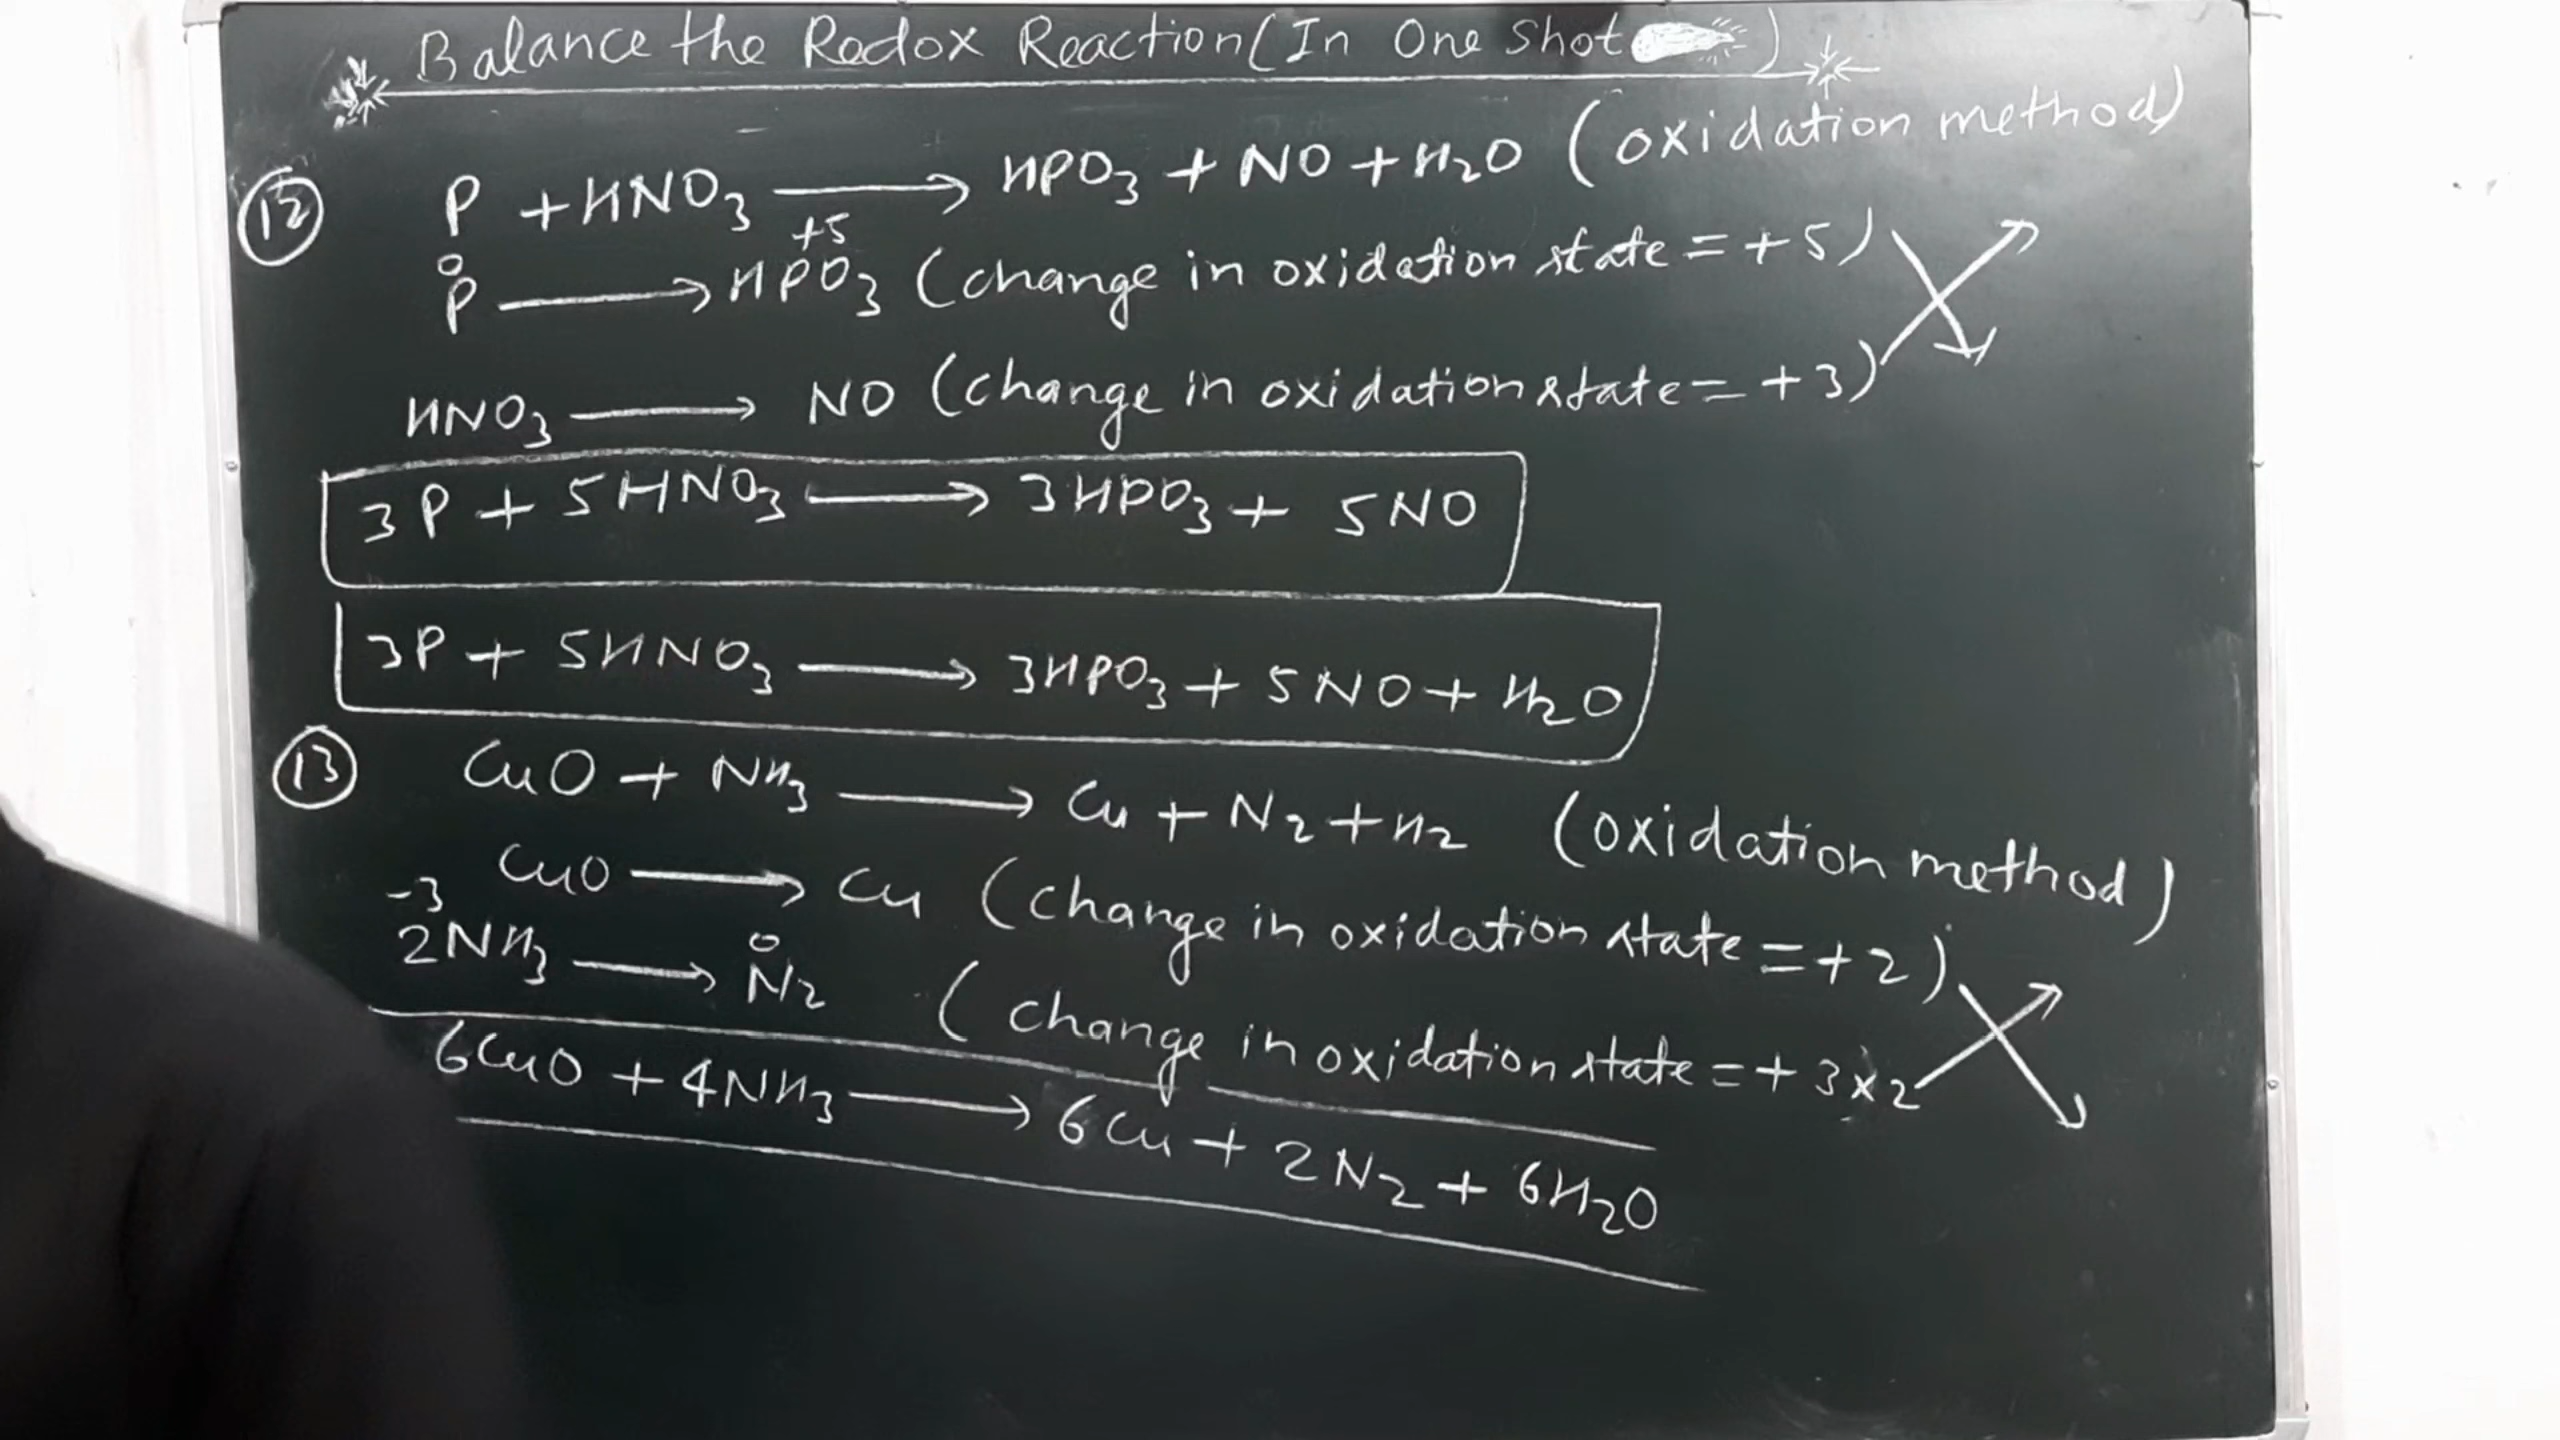 Balance the Redox Reaction (In One Shot )
(12) P + HNO3 ⟶ HPO3 + NO + H2O (oxidation method)
0 +5
P ⟶ HPO3 (change in oxidation state = +5)
HNO3 ⟶ NO (change in oxidation state = +3)
3P + 5HNO3 ⟶ 3HPO3 + 5NO
3P + 5HNO3 ⟶ 3HPO3 + 5NO + H2O
(13) CuO + NH3 ⟶ Cu + N2 + H2 (oxidation method)
CuO ⟶ Cu (change in oxidation state = +2)
-3 0
2NH3 ⟶ N2 (change in oxidation state = +3x2
6CuO + 4NH3 ⟶ 6Cu + 2N2 + 6H2O